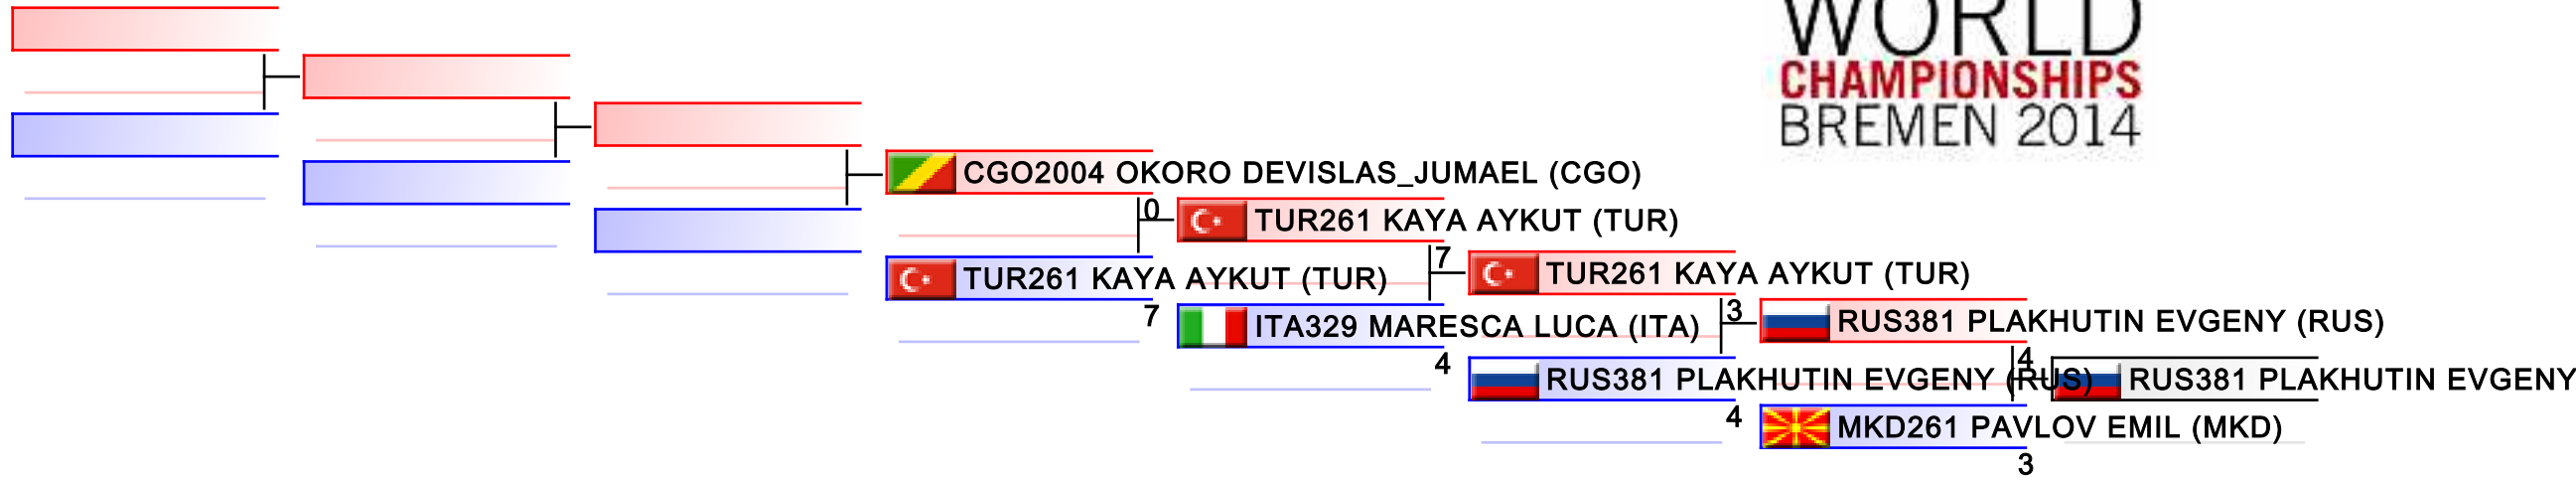 WORLD
CHAMPIONSHIPS
BREMEN 2014
CGO2004 OKORO DEVISLAS_JUMAEL (CGO)
0
TUR261 KAYA AYKUT (TUR)
7
TUR261 KAYA AYKUT (TUR)
7
ITA329 MARESCA LUCA (ITA)
4
TUR261 KAYA AYKUT (TUR)
3
RUS381 PLAKHUTIN EVGENY (RUS)
4
RUS381 PLAKHUTIN EVGENY (RUS)
4
MKD261 PAVLOV EMIL (MKD)
3
RUS381 PLAKHUTIN EVGENY